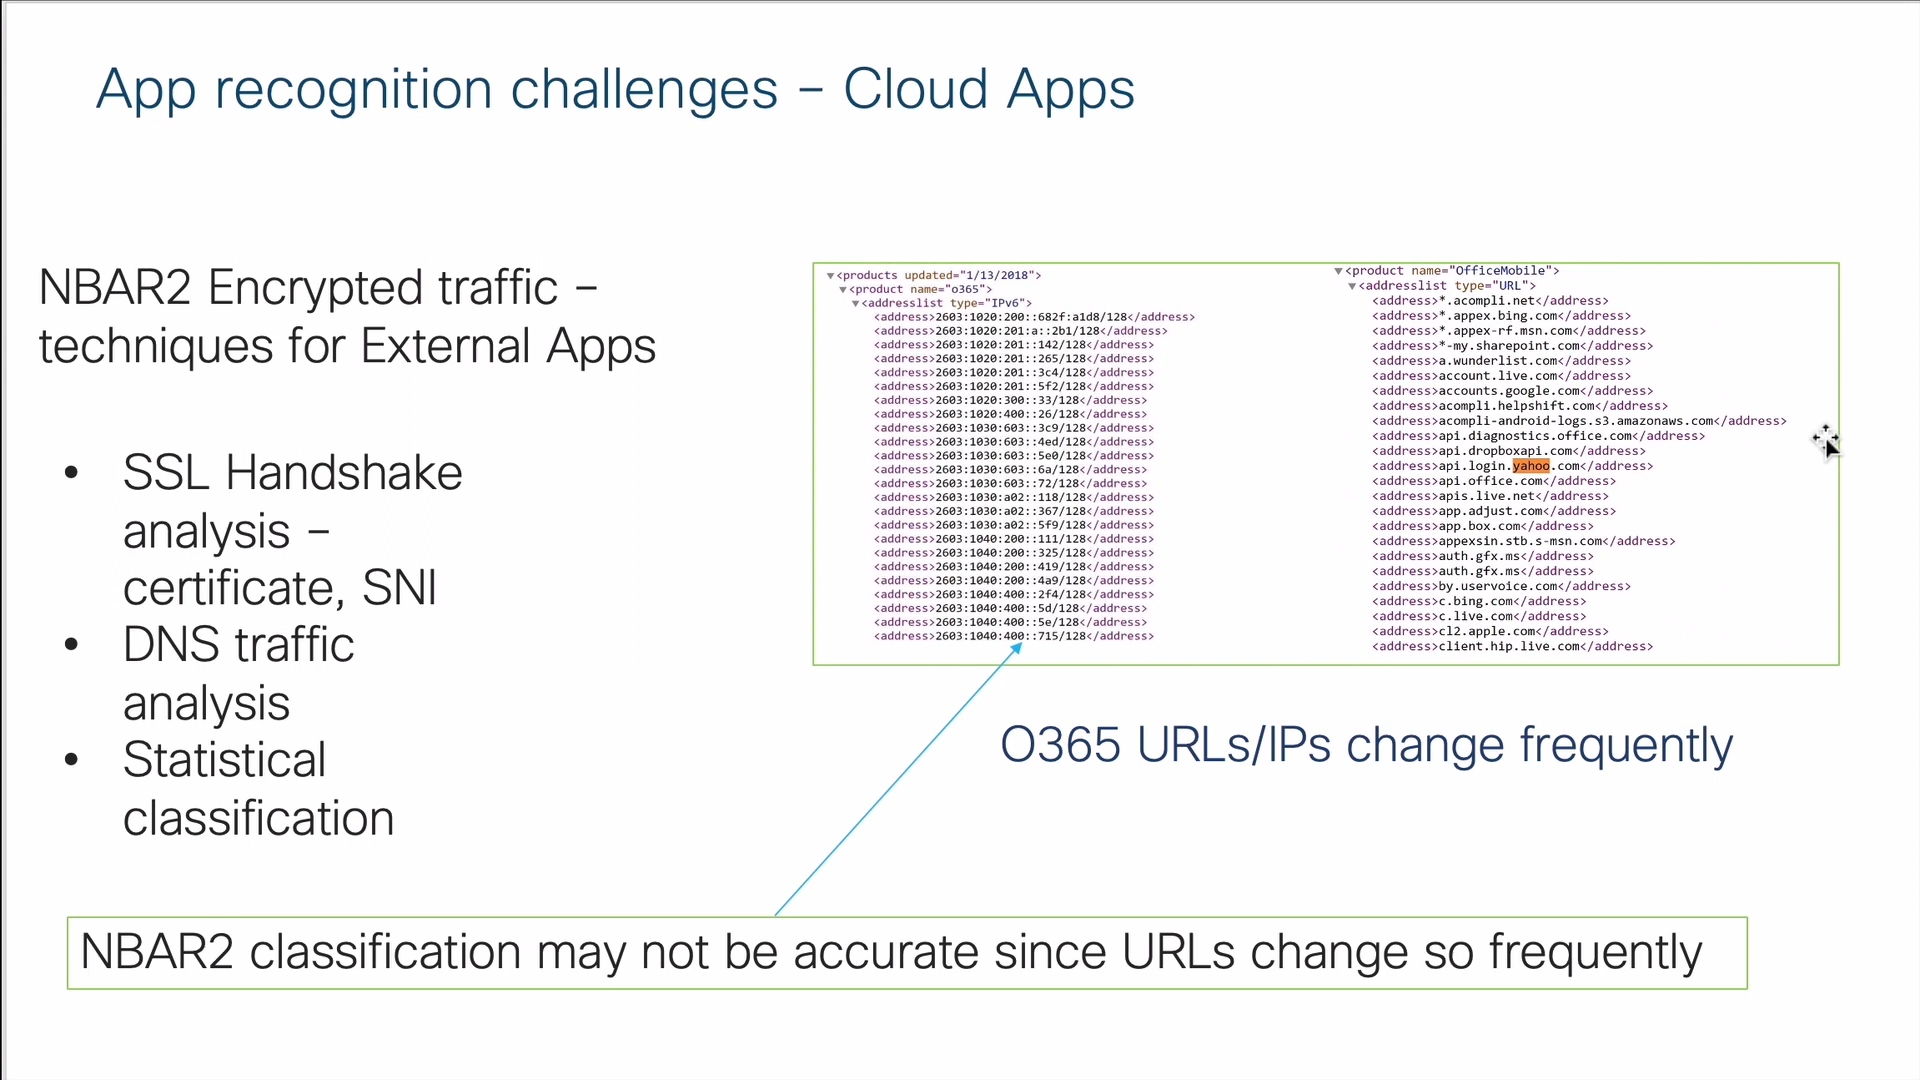 App recognition challenges – Cloud Apps
NBAR2 Encrypted traffic –
techniques for External Apps
• SSL Handshake
analysis –
certificate, SNI
• DNS traffic
analysis
• Statistical
classification
▼<products updated="1/13/2018">
▼<product name="o365">
▼<addresslist type="IPv6">
<address>2603:1020:200::682f:a1d8/128</address>
<address>2603:1020:201:a::2b1/128</address>
<address>2603:1020:201::142/128</address>
<address>2603:1020:201::265/128</address>
<address>2603:1020:201::3c4/128</address>
<address>2603:1020:201::5f2/128</address>
<address>2603:1020:300::33/128</address>
<address>2603:1020:400::26/128</address>
<address>2603:1030:603::3c9/128</address>
<address>2603:1030:603::4ed/128</address>
<address>2603:1030:603::5e0/128</address>
<address>2603:1030:603::6a/128</address>
<address>2603:1030:603::72/128</address>
<address>2603:1030:a02::118/128</address>
<address>2603:1030:a02::367/128</address>
<address>2603:1030:a02::5f9/128</address>
<address>2603:1040:200::111/128</address>
<address>2603:1040:200::325/128</address>
<address>2603:1040:200::419/128</address>
<address>2603:1040:200::4a9/128</address>
<address>2603:1040:400::2f4/128</address>
<address>2603:1040:400::5d/128</address>
<address>2603:1040:400::5e/128</address>
<address>2603:1040:400::715/128</address>
▼<product name="OfficeMobile">
▼<addresslist type="URL">
<address>*.acompli.net</address>
<address>*.appex.bing.com</address>
<address>*.appex-rf.msn.com</address>
<address>*-my.sharepoint.com</address>
<address>a.wunderlist.com</address>
<address>account.live.com</address>
<address>accounts.google.com</address>
<address>acompli.helpshift.com</address>
<address>acompli-android-logs.s3.amazonaws.com</address>
<address>api.diagnostics.office.com</address>
<address>api.dropboxapi.com</address>
<address>api.login.yahoo.com</address>
<address>api.office.com</address>
<address>apis.live.net</address>
<address>app.adjust.com</address>
<address>app.box.com</address>
<address>appexsin.stb.s-msn.com</address>
<address>auth.gfx.ms</address>
<address>auth.gfx.ms</address>
<address>by.uservoice.com</address>
<address>c.bing.com</address>
<address>c.live.com</address>
<address>cl2.apple.com</address>
<address>client.hip.live.com</address>
O365 URLs/IPs change frequently
NBAR2 classification may not be accurate since URLs change so frequently